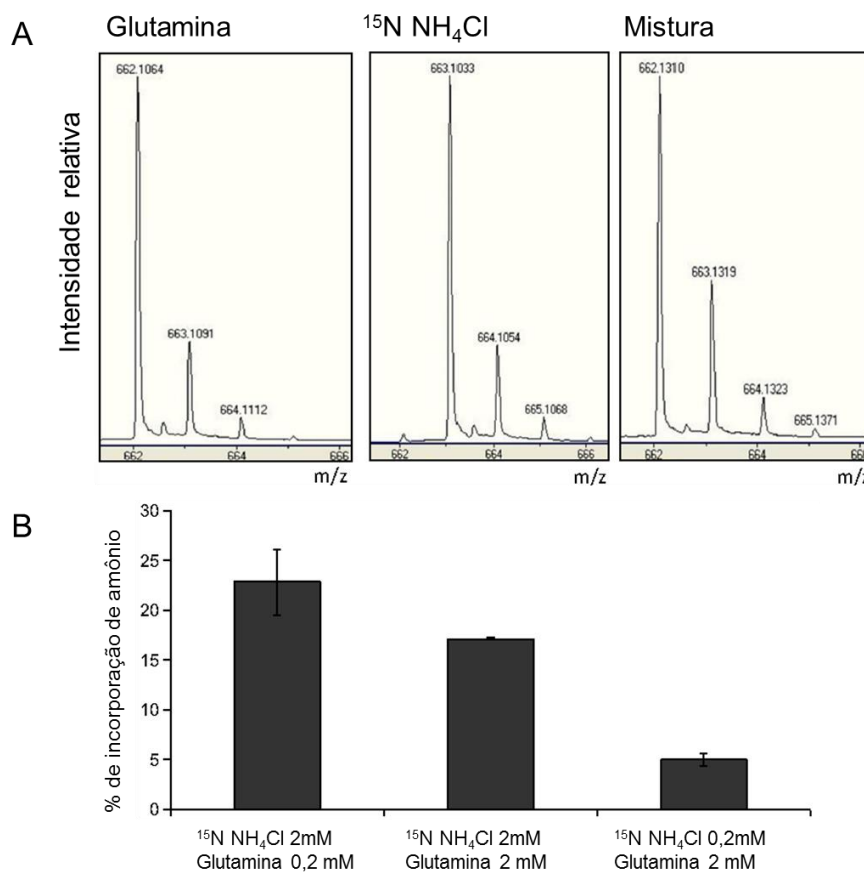 A
Glutamina
¹⁵N NH₄Cl
Mistura
Intensidade relativa
662.1064
663.1091
664.1112
662
664
666
m/z
663.1033
664.1054
665.1068
662
664
666
m/z
662.1310
663.1319
664.1323
665.1371
662
664
m/z
B
% de incorporação de amônio
30
25
20
15
10
5
0
¹⁵N NH₄Cl 2mM
Glutamina 0,2 mM
¹⁵N NH₄Cl 2mM
Glutamina 2 mM
¹⁵N NH₄Cl 0,2mM
Glutamina 2 mM